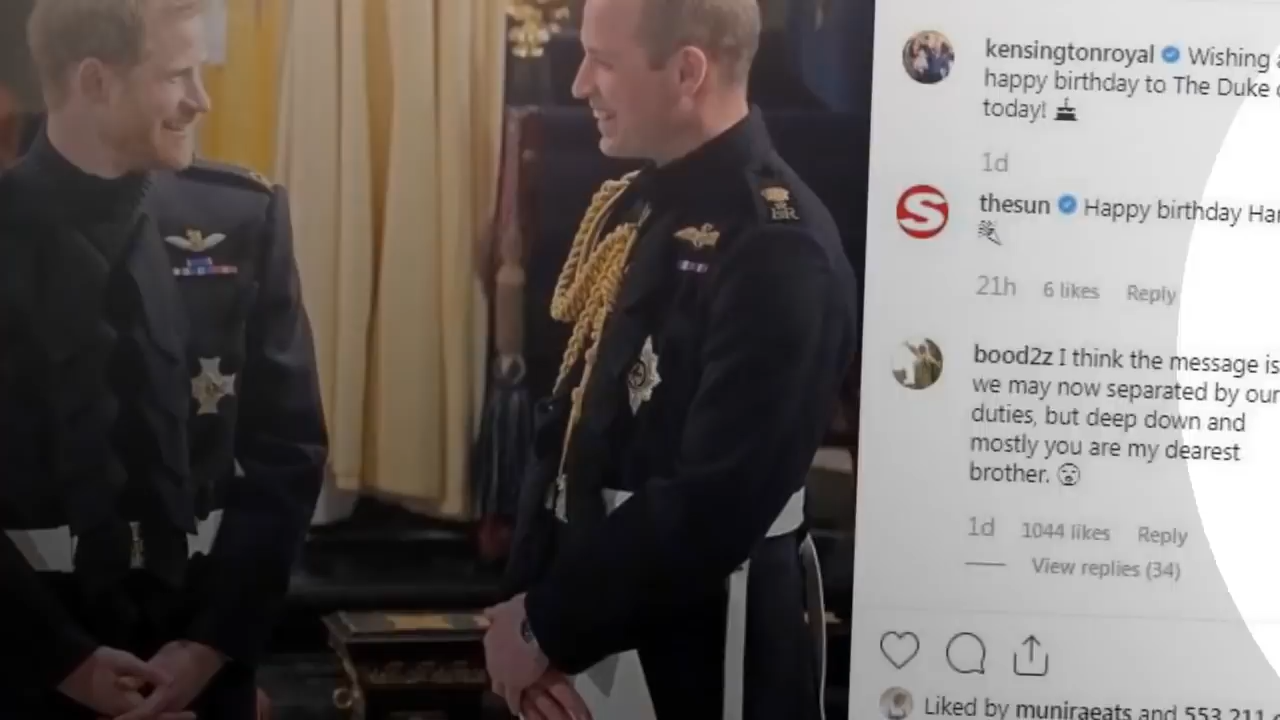 kensingtonroyal Wishing a
happy birthday to The Duke
today!
1d
thesun Happy birthday Har
21h 6 likes Reply
bood2z I think the message is
we may now separated by our
duties, but deep down and
mostly you are my dearest
brother.
1d 1044 likes Reply
View replies (34)
Liked by muniraeats and 553,211
ER